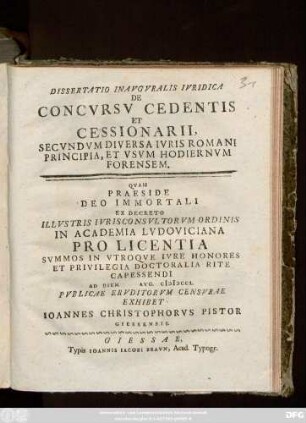 DISSERTATIO INAVGVRALIS IVRIDICA
DE
CONCVRSV CEDENTIS
ET
CESSIONARII,
SECVNDVM DIVERSA IVRIS ROMANI
PRINCIPIA, ET VSVM HODIERNVM
FORENSEM.
QVAM
PRAESIDE
DEO IMMORTALI
EX DECRETO
ILLVSTRIS IVRISCONSVLTORVM ORDINIS
IN ACADEMIA LVDOVICIANA
PRO LICENTIA
SVMMOS IN VTROQVE IVRE HONORES
ET PRIVILEGIA DOCTORALIA RITE
CAPESSENDI
AD DIEM AVG.
PVBLICAE ERVDITORVM CENSVRAE
EXHIBET
IOANNES CHRISTOPHORVS PISTOR
GIESSENSIS.
GIESSAE,
Typis IOANNIS IACOBI BRAVN, Acad. Typogr.